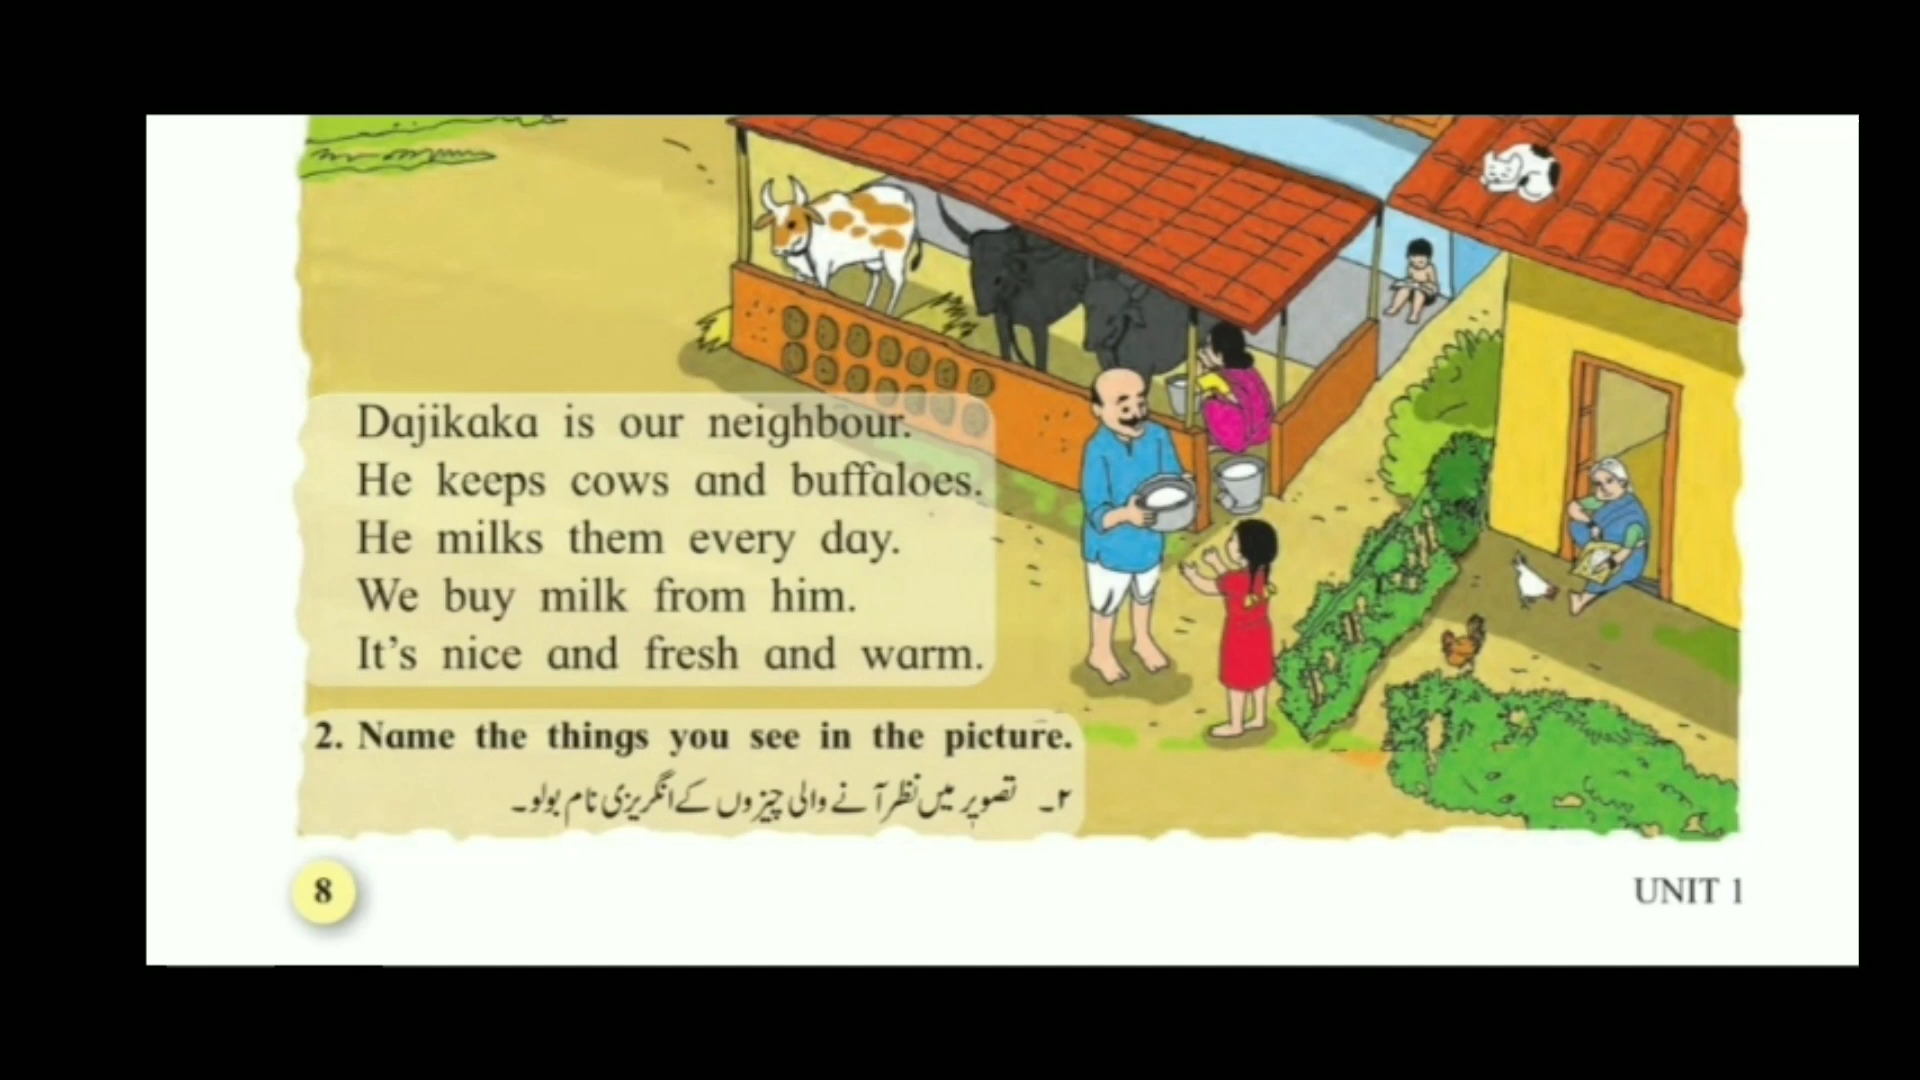 Dajikaka is our neighbour.
He keeps cows and buffaloes.
He milks them every day.
We buy milk from him.
It's nice and fresh and warm.
2. Name the things you see in the picture.
۲۔ تصویر میں نظر آنے والی چیزوں کے انگریزی نام بولو۔
8
UNIT 1